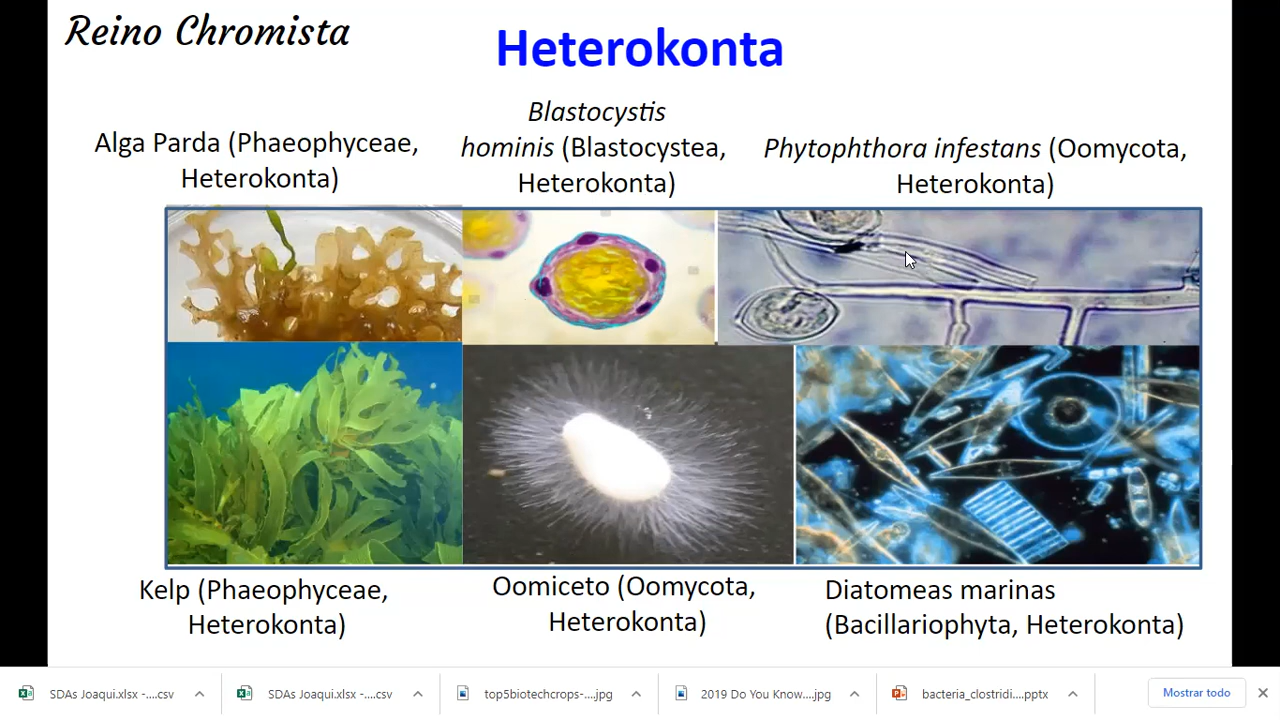 Reino Chromista
Heterokonta
Alga Parda (Phaeophyceae,
Heterokonta)
Blastocystis
hominis (Blastocystea,
Heterokonta)
Phytophthora infestans (Oomycota,
Heterokonta)
Kelp (Phaeophyceae,
Heterokonta)
Oomiceto (Oomycota,
Heterokonta)
Diatomeas marinas
(Bacillariophyta, Heterokonta)
SDAs Joaqui.xlsx -....csv
SDAs Joaqui.xlsx -....csv
top5biotechcrops-....jpg
2019 Do You Know....jpg
bacteria_clostridi....pptx
Mostrar todo